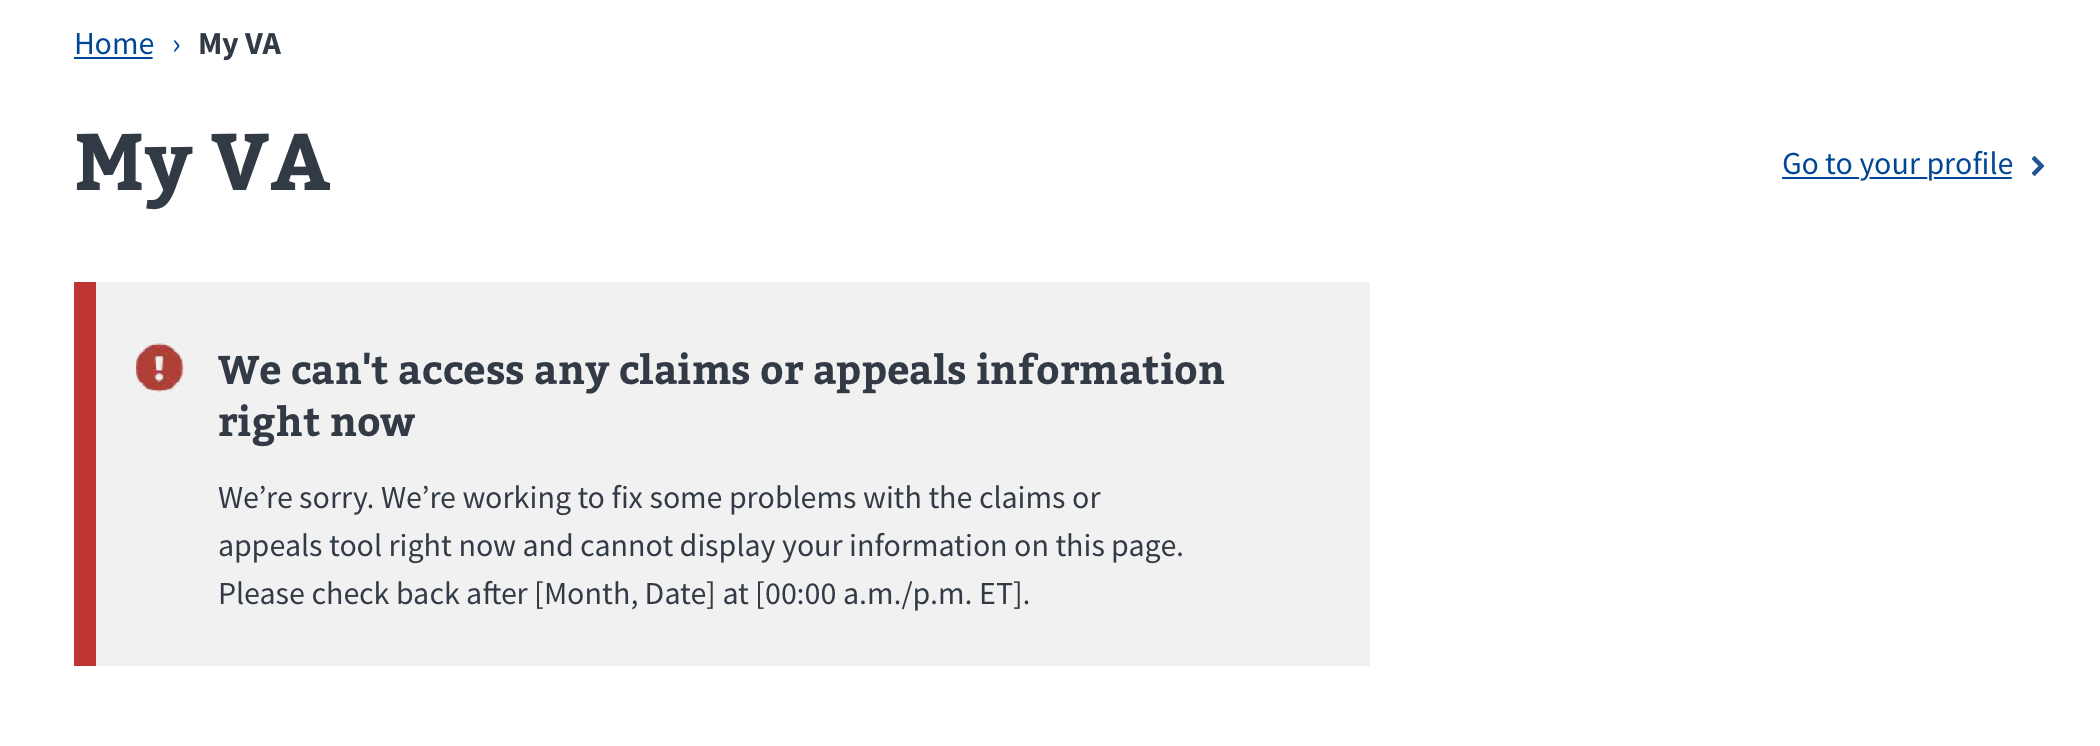 Home › My VA
My VA
Go to your profile
We can't access any claims or appeals information
right now
We’re sorry. We’re working to fix some problems with the claims or
appeals tool right now and cannot display your information on this page.
Please check back after [Month, Date] at [00:00 a.m./p.m. ET].